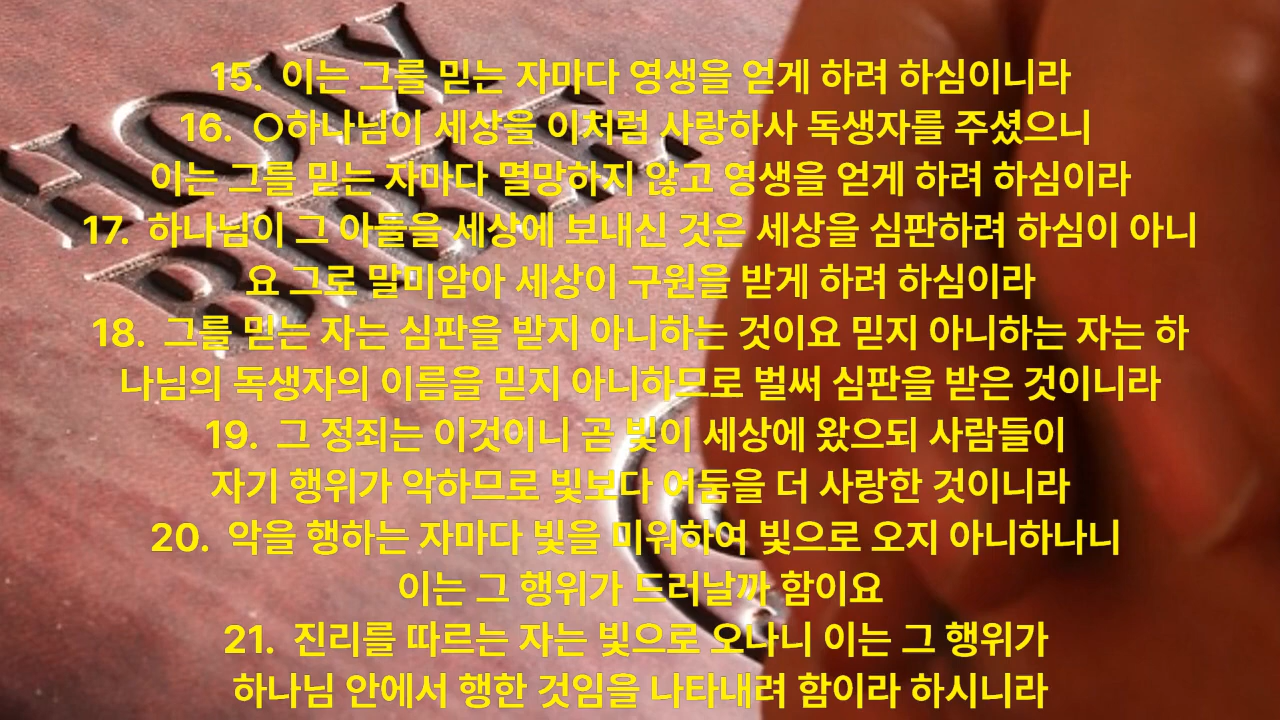 HOLY
BIBLE
15. 이는 그를 믿는 자마다 영생을 얻게 하려 하심이니라
16. ○하나님이 세상을 이처럼 사랑하사 독생자를 주셨으니
이는 그를 믿는 자마다 멸망하지 않고 영생을 얻게 하려 하심이라
17. 하나님이 그 아들을 세상에 보내신 것은 세상을 심판하려 하심이 아니
요 그로 말미암아 세상이 구원을 받게 하려 하심이라
18. 그를 믿는 자는 심판을 받지 아니하는 것이요 믿지 아니하는 자는 하
나님의 독생자의 이름을 믿지 아니하므로 벌써 심판을 받은 것이니라
19. 그 정죄는 이것이니 곧 빛이 세상에 왔으되 사람들이
자기 행위가 악하므로 빛보다 어둠을 더 사랑한 것이니라
20. 악을 행하는 자마다 빛을 미워하여 빛으로 오지 아니하나니
이는 그 행위가 드러날까 함이요
21. 진리를 따르는 자는 빛으로 오나니 이는 그 행위가
하나님 안에서 행한 것임을 나타내려 함이라 하시니라